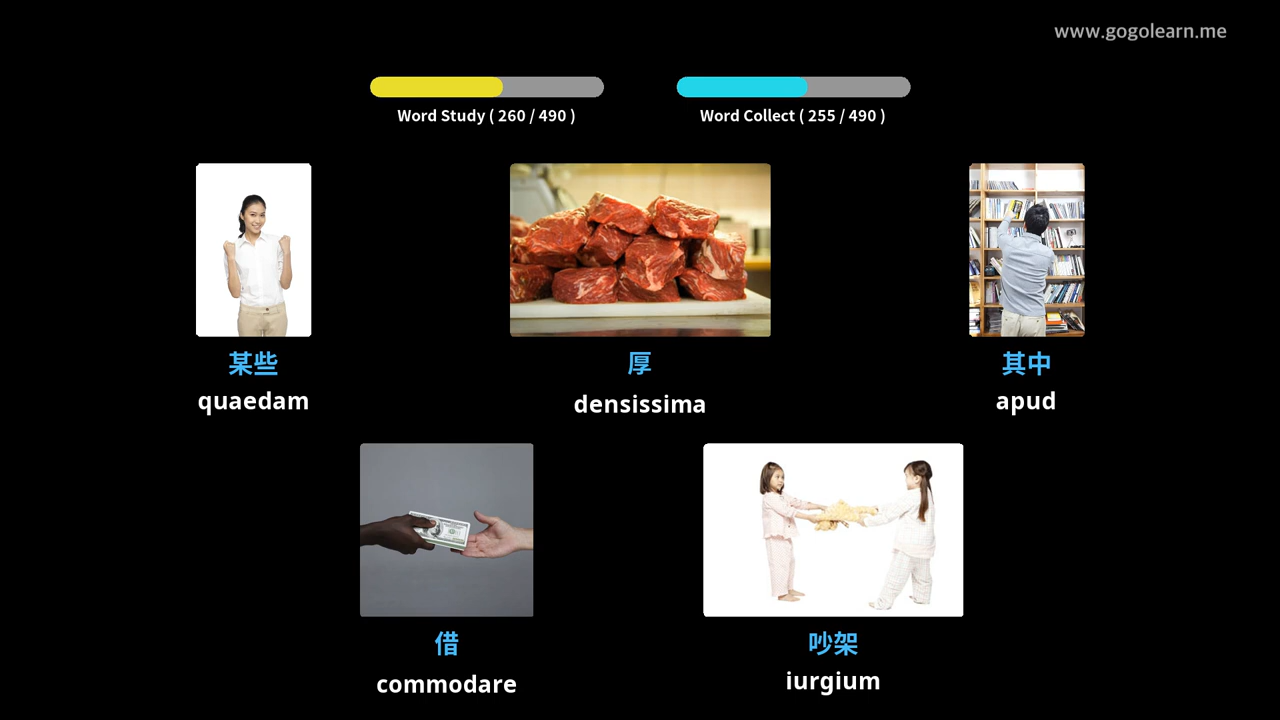 www.gogolearn.me
Word Study ( 260 / 490 )
Word Collect ( 255 / 490 )
某些
quaedam
厚
densissima
其中
apud
借
commodare
吵架
iurgium